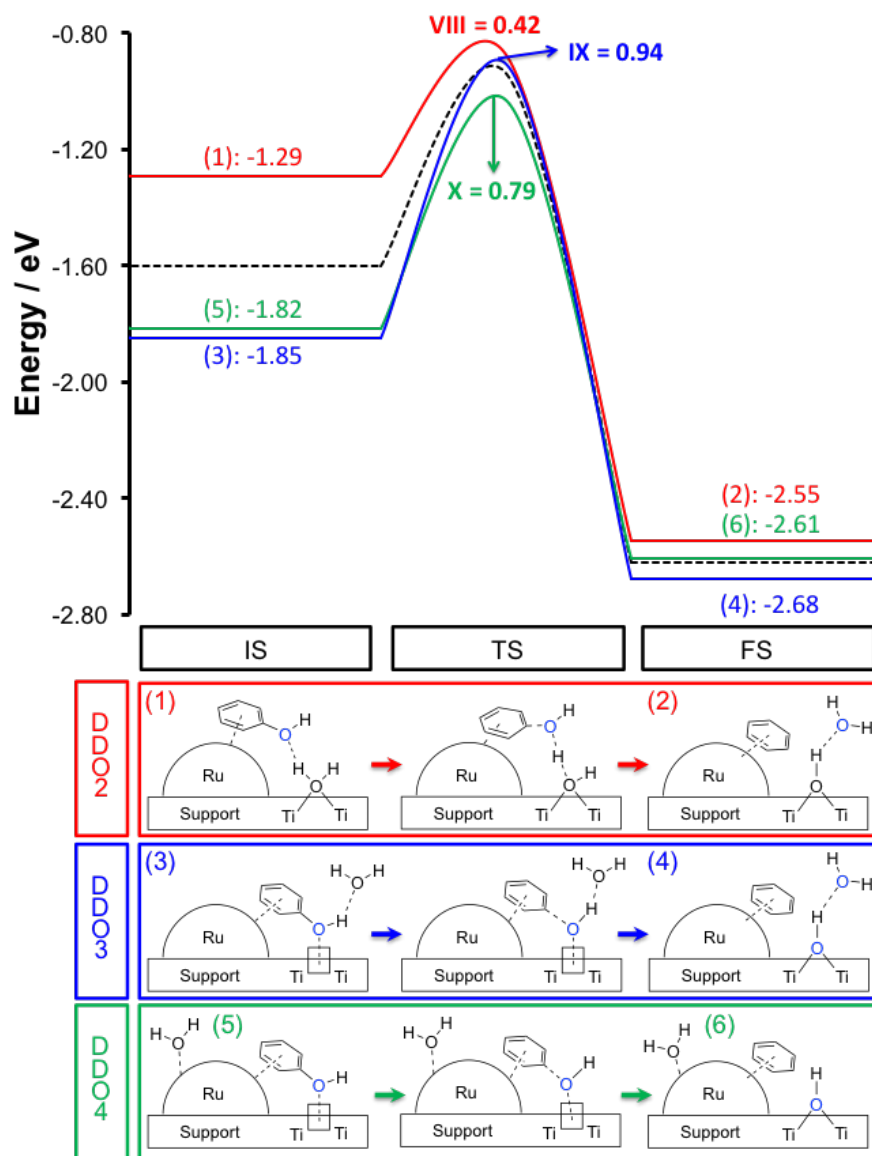 VIII = 0.42
IX = 0.94
X = 0.79
Energy / eV
-0.80
-1.20
-1.60
-2.00
-2.40
-2.80
(1): -1.29
(5): -1.82
(3): -1.85
(2): -2.55
(6): -2.61
(4): -2.68
IS
TS
FS
DDO2
(1)
H
O
H H
O
Ru
Support
Ti Ti
H
O
H
H
O
Ru
Support
Ti Ti
(2)
H
O H
H
O
Ru
Support
Ti Ti
DDO3
(3)
H H
O
H
O
Ru
Support
Ti Ti
H H
O
H
O
Ru
Support
Ti Ti
(4)
H
O H
H
O
Ru
Support
Ti Ti
DDO4
(5)
H H
O
O H
Ru
Support
Ti Ti
H H
O
H
O
Ru
Support
Ti Ti
(6)
H H
O
H
O
Ru
Support
Ti Ti